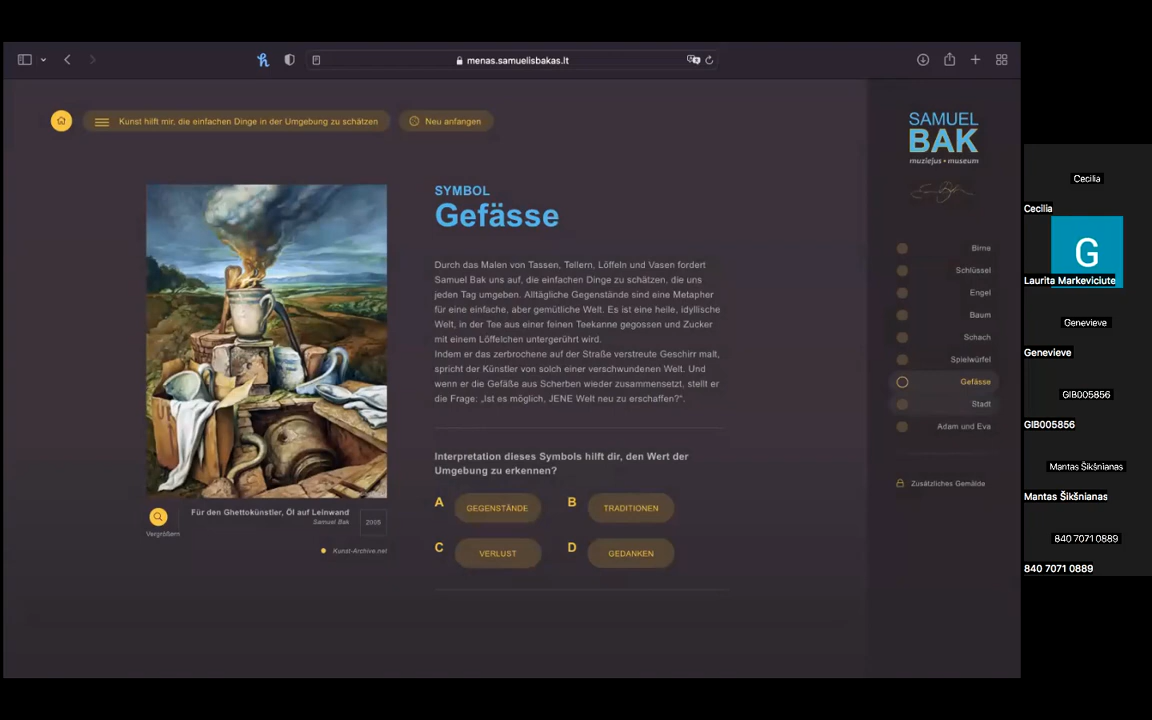 menas.samuelisbakas.lt
Kunst hilft mir, die einfachen Dinge in der Umgebung zu schätzen
Neu anfangen
SAMUEL
BAK
muziejus • museum
SYMBOL
Gefässe
Durch das Malen von Tassen, Tellern, Löffeln und Vasen fordert
Samuel Bak uns auf, die einfachen Dinge zu schätzen, die uns
jeden Tag umgeben. Alltägliche Gegenstände sind eine Metapher
für eine einfache, aber gemütliche Welt. Es ist eine heile, idyllische
Welt, in der Tee aus einer feinen Teekanne gegossen und Zucker
mit einem Löffelchen untergerührt wird.
Indem er das zerbrochene auf der Straße verstreute Geschirr malt,
spricht der Künstler von solch einer verschwundenen Welt. Und
wenn er die Gefäße aus Scherben wieder zusammensetzt, stellt er
die Frage: „Ist es möglich, JENE Welt neu zu erschaffen?“.
Interpretation dieses Symbols hilft dir, den Wert der
Umgebung zu erkennen?
A GEGENSTÄNDE
B TRADITIONEN
C VERLUST
D GEDANKEN
Für den Ghettokünstler, Öl auf Leinwand
Samuel Bak
2005
Vergrößern
Kunst-Archive.net
Birne
Schlüssel
Engel
Baum
Schach
Spielwürfel
Gefässe
Stadt
Adam und Eva
Zusätzliches Gemälde
Cecilia
Cecilia
G
Laurita Markeviciute
Genevieve
Genevieve
GIB005856
GIB005856
Mantas Šikšnianas
Mantas Šikšnianas
840 7071 0889
840 7071 0889